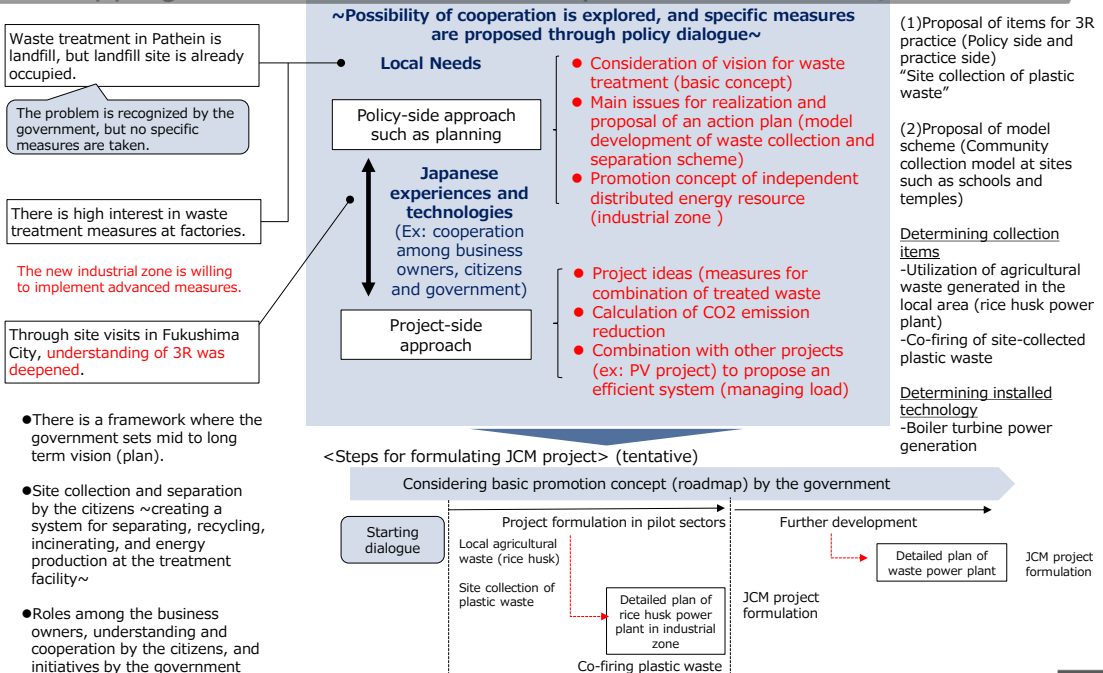 ~Possibility of cooperation is explored, and specific measures
are proposed through policy dialogue~
Waste treatment in Pathein is
landfill, but landfill site is already
occupied.
The problem is recognized by the
government, but no specific
measures are taken.
There is high interest in waste
treatment measures at factories.
The new industrial zone is willing
to implement advanced measures.
Through site visits in Fukushima
City, understanding of 3R was
deepened.
●There is a framework where the
government sets mid to long
term vision (plan).
●Site collection and separation
by the citizens ~creating a
system for separating, recycling,
incinerating, and energy
production at the treatment
facility~
●Roles among the business
owners, understanding and
cooperation by the citizens, and
initiatives by the government
Local Needs
Policy-side approach
such as planning
Japanese
experiences and
technologies
(Ex: cooperation
among business
owners, citizens
and government)
Project-side
approach
● Consideration of vision for waste
treatment (basic concept)
● Main issues for realization and
proposal of an action plan (model
development of waste collection and
separation scheme)
● Promotion concept of independent
distributed energy resource
(industrial zone )
● Project ideas (measures for
combination of treated waste
● Calculation of CO2 emission
reduction
● Combination with other projects
(ex: PV project) to propose an
efficient system (managing load)
(1)Proposal of items for 3R
practice (Policy side and
practice side)
“Site collection of plastic
waste”
(2)Proposal of model
scheme (Community
collection model at sites
such as schools and
temples)
Determining collection
items
-Utilization of agricultural
waste generated in the
local area (rice husk power
plant)
-Co-firing of site-collected
plastic waste
Determining installed
technology
-Boiler turbine power
generation
<Steps for formulating JCM project> (tentative)
Considering basic promotion concept (roadmap) by the government
Starting
dialogue
Project formulation in pilot sectors
Local agricultural
waste (rice husk)
Site collection of
plastic waste
Detailed plan of
rice husk power
plant in industrial
zone
Co-firing plastic waste
Further development
JCM project
formulation
Detailed plan of
waste power plant
JCM project
formulation